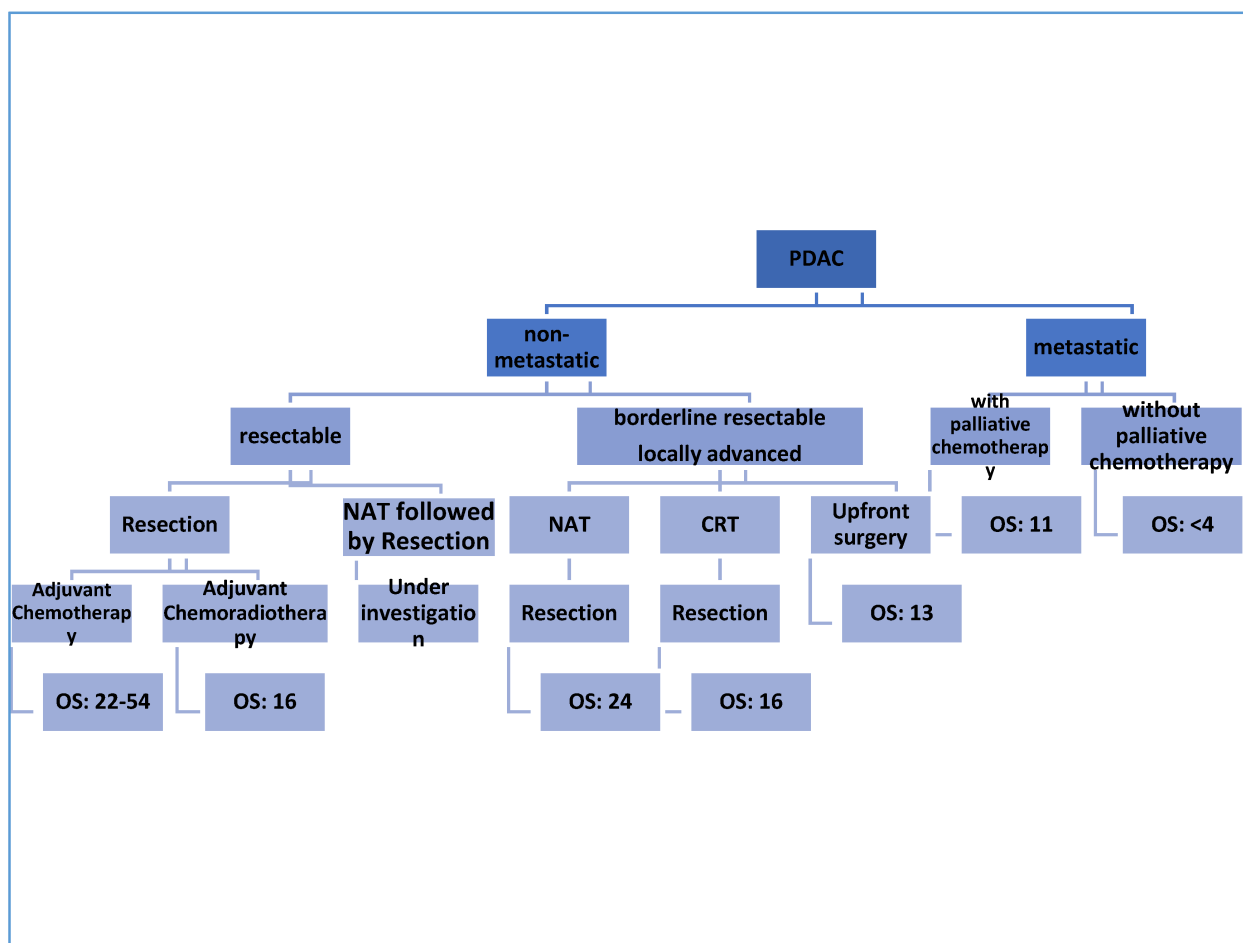 PDAC
non-
metastatic
metastatic
resectable
borderline resectable
locally advanced
with
palliative
chemotherap
y
without
palliative
chemotherapy
Resection
NAT followed
by Resection
NAT
CRT
Upfront
surgery
OS: 11
OS: <4
Adjuvant
Chemotherap
y
Adjuvant
Chemoradiothera
py
Under
investigatio
n
Resection
Resection
OS: 13
OS: 22-54
OS: 16
OS: 24
OS: 16